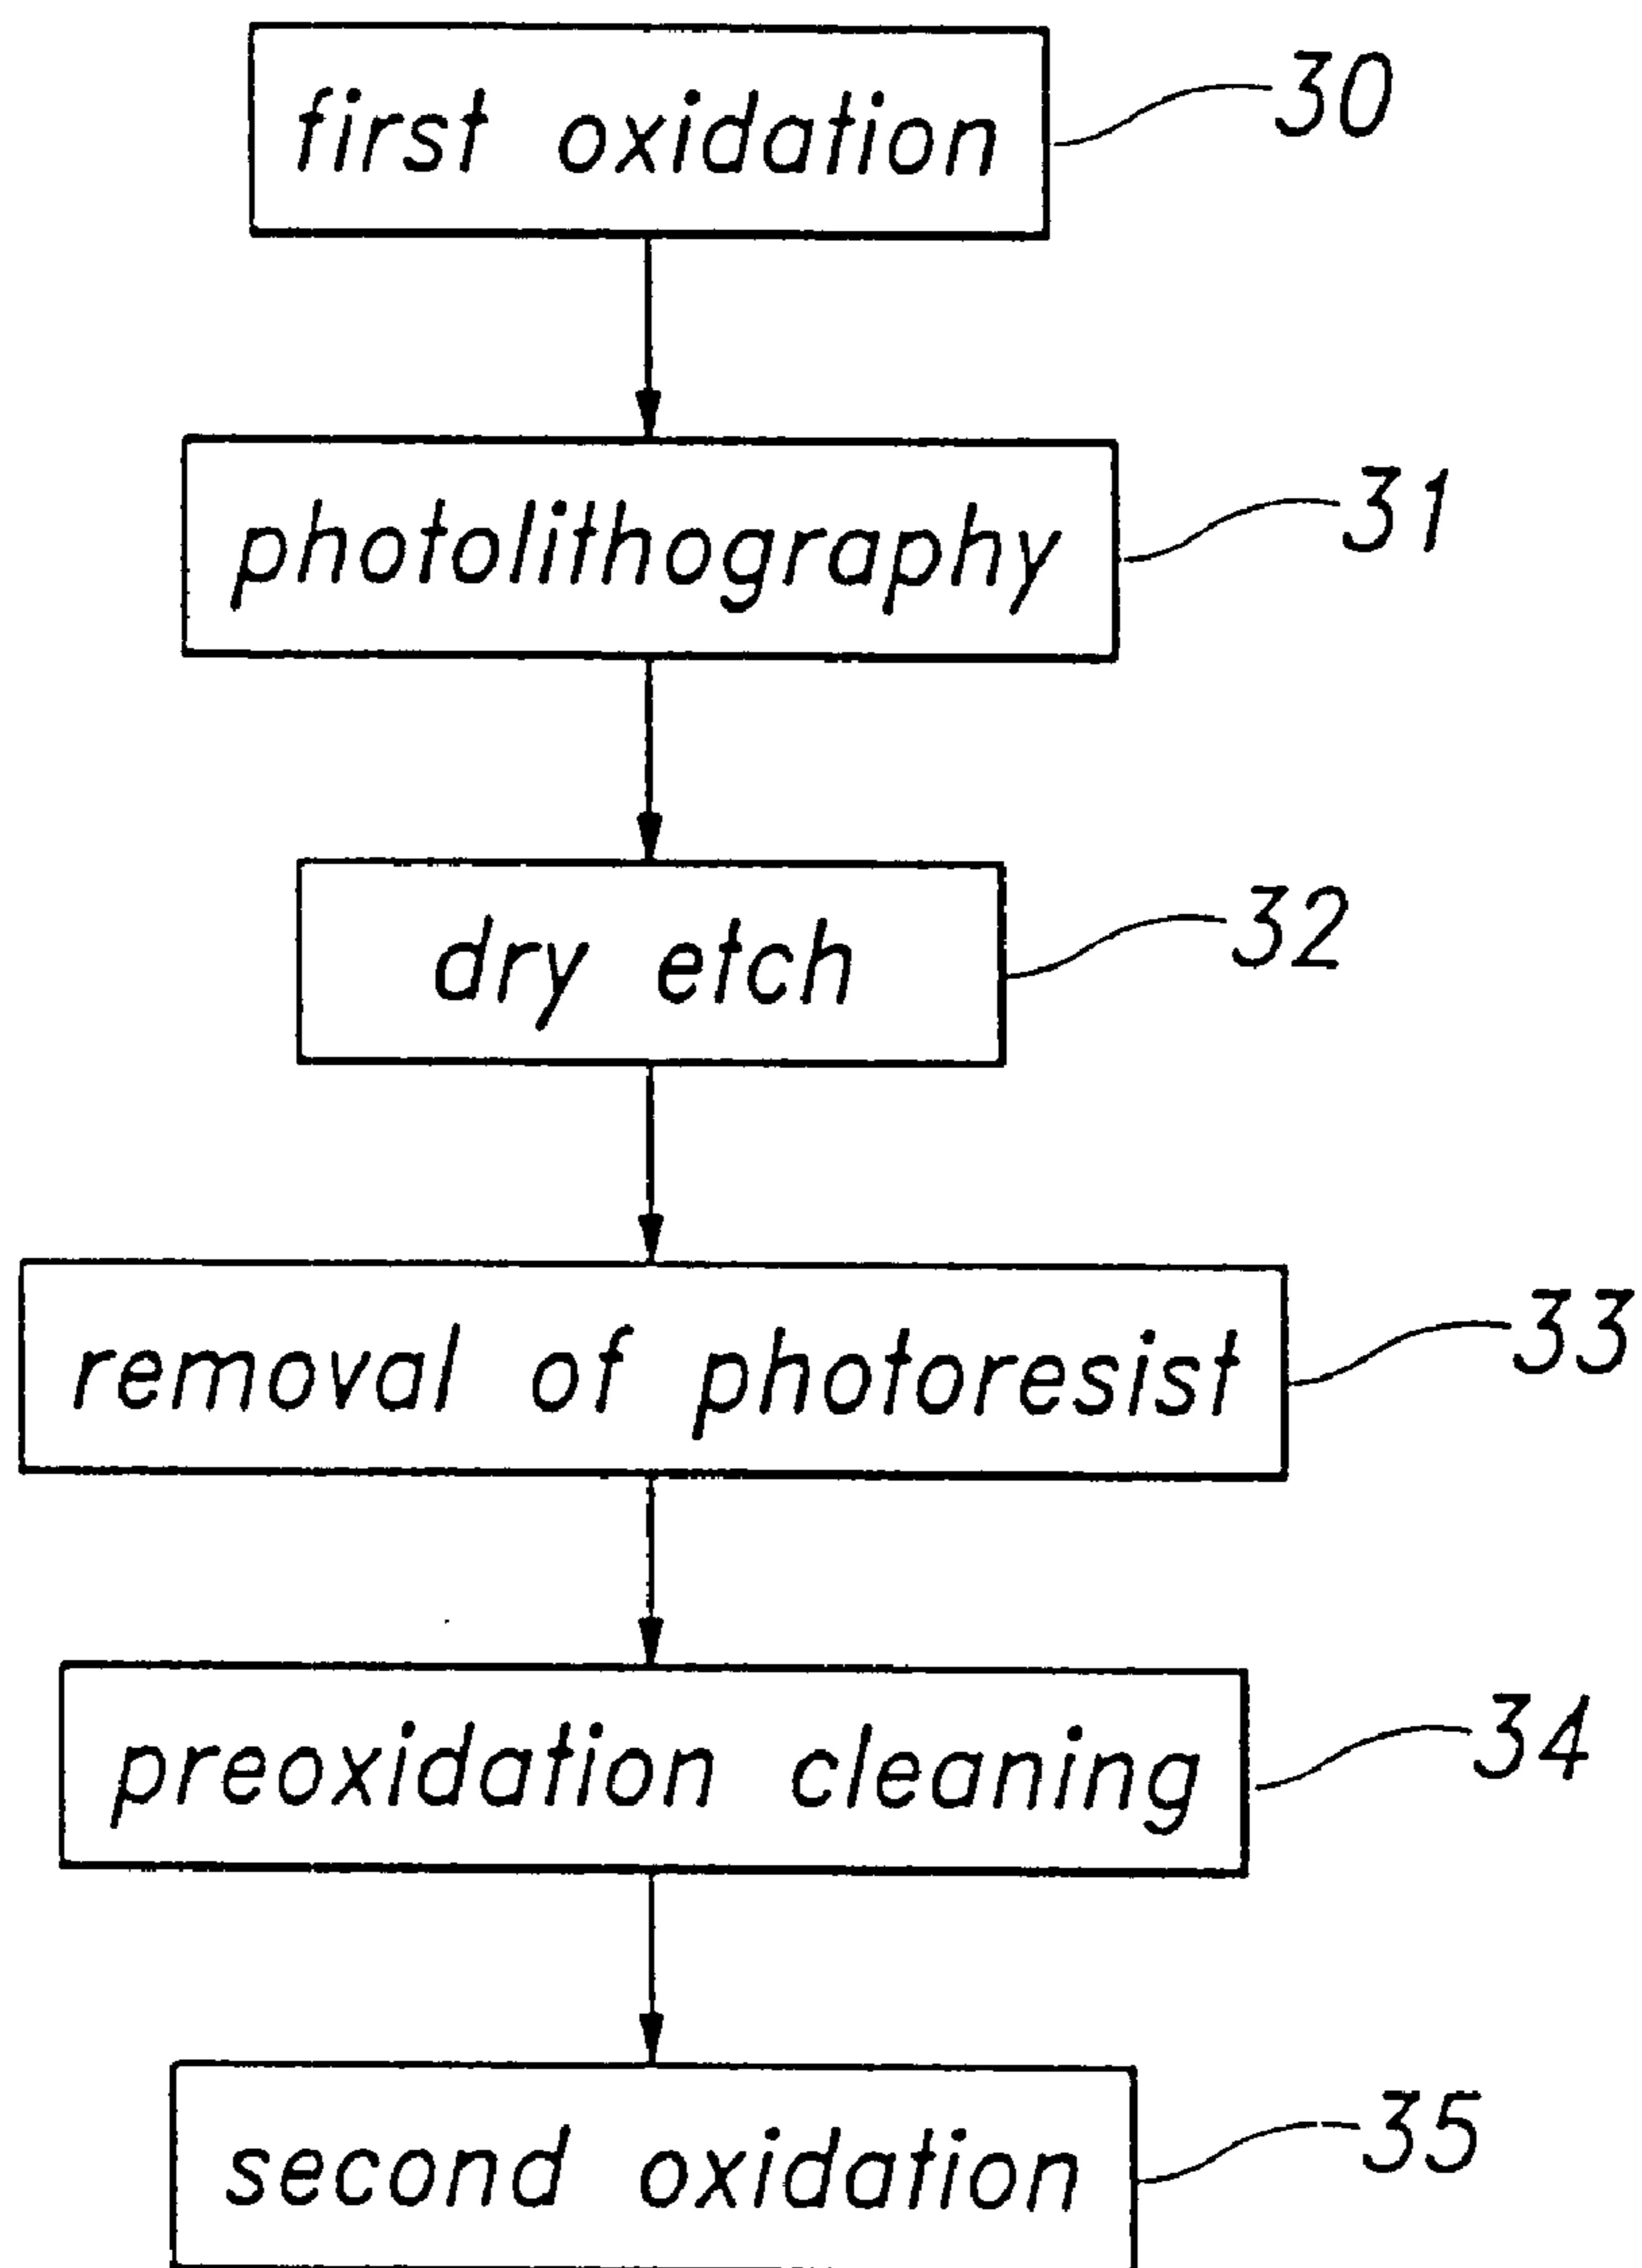 first oxidation 30
photolithography 31
dry etch 32
removal of photoresist 33
preoxidation cleaning 34
second oxidation 35